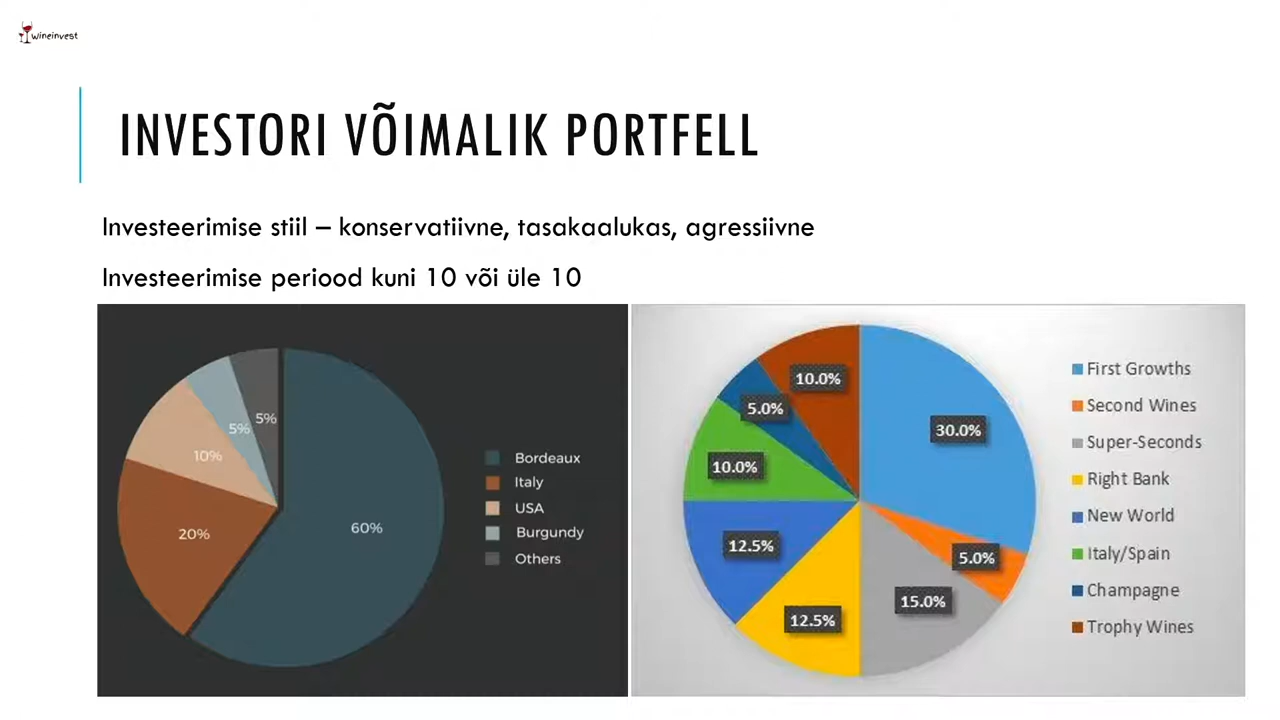 wineinvest
INVESTORI VÕIMALIK PORTFELL
Investeerimise stiil – konservatiivne, tasakaalukas, agressiivne
Investeerimise periood kuni 10 või üle 10
5%
5%
10%
20%
60%
Bordeaux
Italy
USA
Burgundy
Others
10.0%
5.0%
30.0%
10.0%
12.5%
5.0%
15.0%
12.5%
First Growths
Second Wines
Super-Seconds
Right Bank
New World
Italy/Spain
Champagne
Trophy Wines